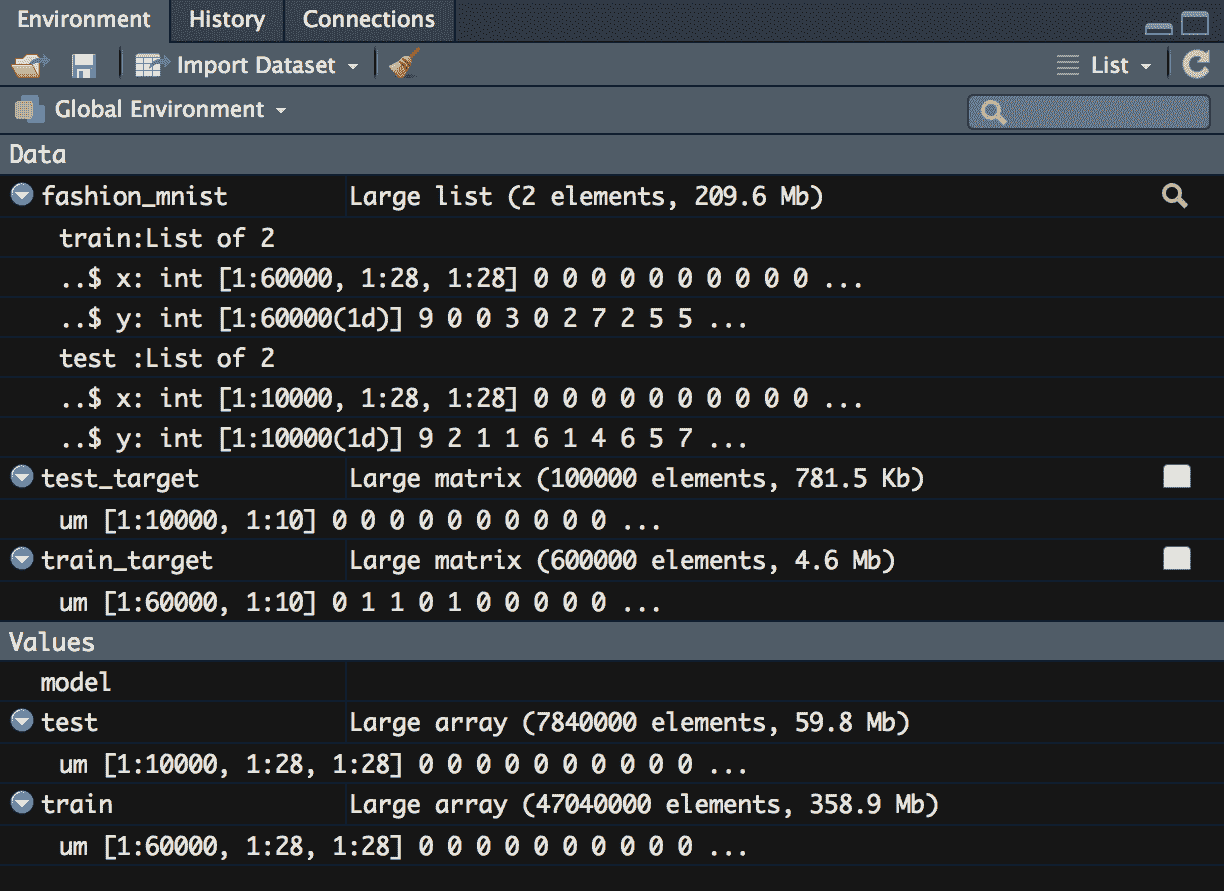 Environment History Connections
Import Dataset List
Global Environment
Data
fashion_mnist Large list (2 elements, 209.6 Mb)
train:List of 2
..$ x: int [1:60000, 1:28, 1:28] 0 0 0 0 0 0 0 0 0 0 ...
..$ y: int [1:60000(1d)] 9 0 0 3 0 2 7 2 5 5 ...
test :List of 2
..$ x: int [1:10000, 1:28, 1:28] 0 0 0 0 0 0 0 0 0 0 ...
..$ y: int [1:10000(1d)] 9 2 1 1 6 1 4 6 5 7 ...
test_target Large matrix (100000 elements, 781.5 Kb)
um [1:10000, 1:10] 0 0 0 0 0 0 0 0 0 0 ...
train_target Large matrix (600000 elements, 4.6 Mb)
um [1:60000, 1:10] 0 1 1 0 1 0 0 0 0 0 ...
Values
model
test Large array (7840000 elements, 59.8 Mb)
um [1:10000, 1:28, 1:28] 0 0 0 0 0 0 0 0 0 0 ...
train Large array (47040000 elements, 358.9 Mb)
um [1:60000, 1:28, 1:28] 0 0 0 0 0 0 0 0 0 0 ...